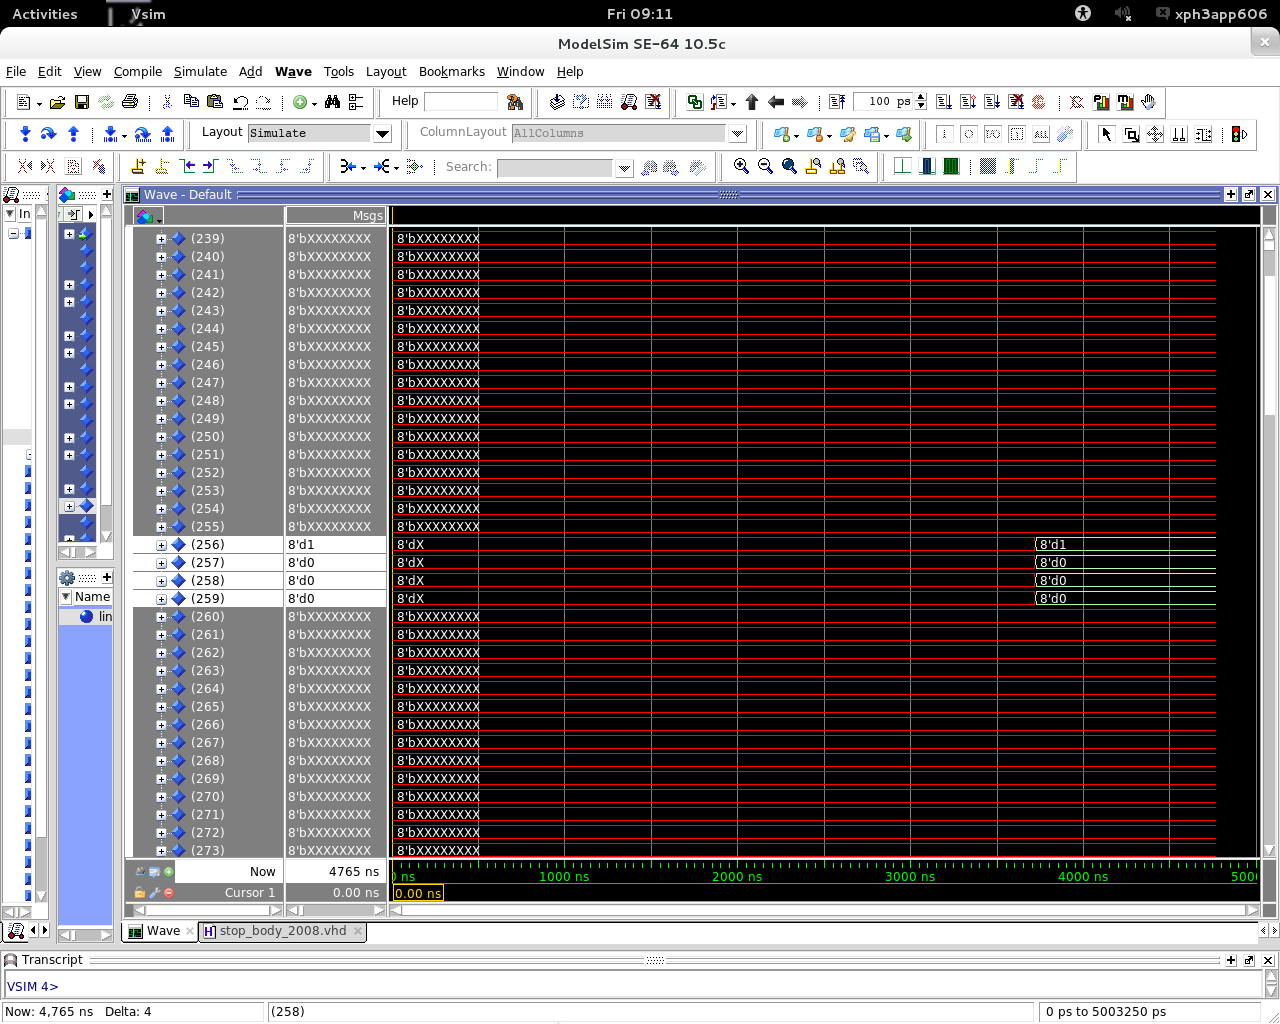 Activities Vsim Fri 09:11 xph3app606
ModelSim SE-64 10.5c
File Edit View Compile Simulate Add Wave Tools Layout Bookmarks Window Help
Help 100 ps
Layout Simulate ColumnLayout AllColumns ALL
Search:
Wave - Default
In Msgs
(239) 8'bXXXXXXXX 8'bXXXXXXXX
(240) 8'bXXXXXXXX 8'bXXXXXXXX
(241) 8'bXXXXXXXX 8'bXXXXXXXX
(242) 8'bXXXXXXXX 8'bXXXXXXXX
(243) 8'bXXXXXXXX 8'bXXXXXXXX
(244) 8'bXXXXXXXX 8'bXXXXXXXX
(245) 8'bXXXXXXXX 8'bXXXXXXXX
(246) 8'bXXXXXXXX 8'bXXXXXXXX
(247) 8'bXXXXXXXX 8'bXXXXXXXX
(248) 8'bXXXXXXXX 8'bXXXXXXXX
(249) 8'bXXXXXXXX 8'bXXXXXXXX
(250) 8'bXXXXXXXX 8'bXXXXXXXX
(251) 8'bXXXXXXXX 8'bXXXXXXXX
(252) 8'bXXXXXXXX 8'bXXXXXXXX
(253) 8'bXXXXXXXX 8'bXXXXXXXX
(254) 8'bXXXXXXXX 8'bXXXXXXXX
(255) 8'bXXXXXXXX 8'bXXXXXXXX
(256) 8'd1 8'dX 8'd1
(257) 8'd0 8'dX 8'd0
(258) 8'd0 8'dX 8'd0
(259) 8'd0 8'dX 8'd0
Name
(260) 8'bXXXXXXXX 8'bXXXXXXXX
lin
(261) 8'bXXXXXXXX 8'bXXXXXXXX
(262) 8'bXXXXXXXX 8'bXXXXXXXX
(263) 8'bXXXXXXXX 8'bXXXXXXXX
(264) 8'bXXXXXXXX 8'bXXXXXXXX
(265) 8'bXXXXXXXX 8'bXXXXXXXX
(266) 8'bXXXXXXXX 8'bXXXXXXXX
(267) 8'bXXXXXXXX 8'bXXXXXXXX
(268) 8'bXXXXXXXX 8'bXXXXXXXX
(269) 8'bXXXXXXXX 8'bXXXXXXXX
(270) 8'bXXXXXXXX 8'bXXXXXXXX
(271) 8'bXXXXXXXX 8'bXXXXXXXX
(272) 8'bXXXXXXXX 8'bXXXXXXXX
(273) 8'bXXXXXXXX 8'bXXXXXXXX
Now 4765 ns ns 1000 ns 2000 ns 3000 ns 4000 ns 500
Cursor 1 0.00 ns 0.00 ns
Wave stop_body_2008.vhd
Transcript
VSIM 4>
Now: 4,765 ns Delta: 4 (258) 0 ps to 5003250 ps